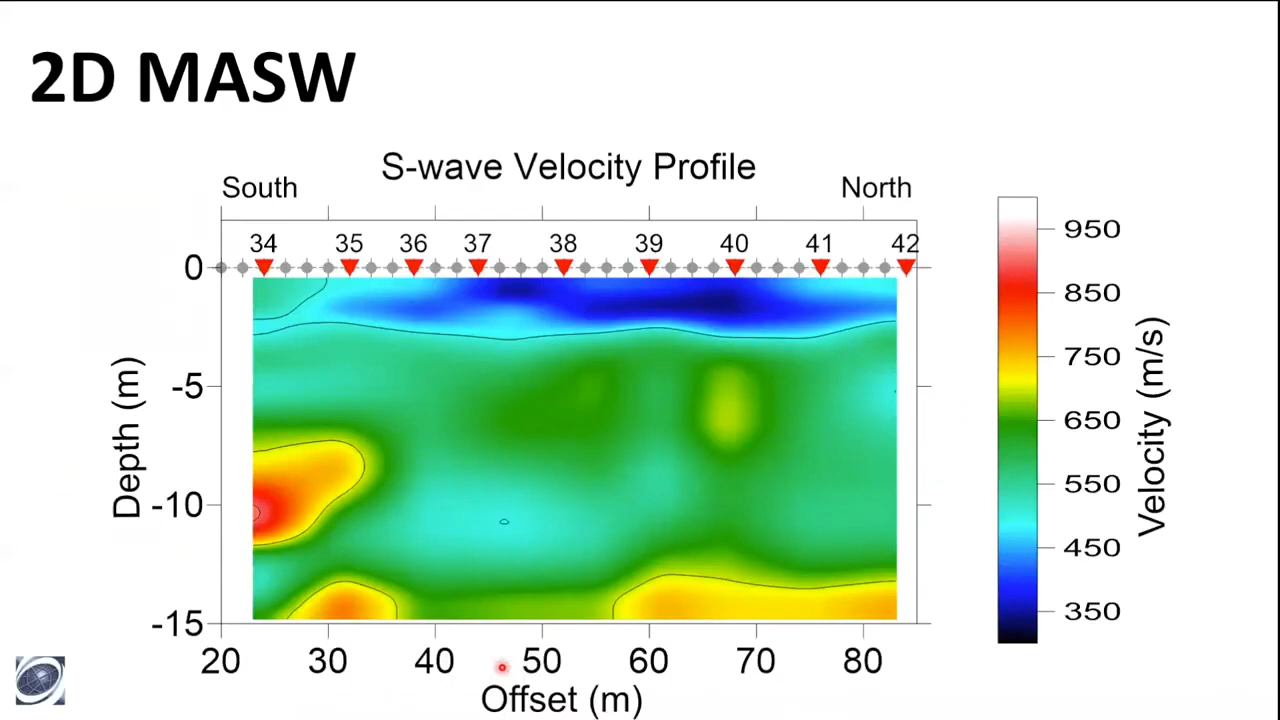 2D MASW
S-wave Velocity Profile
South
North
34 35 36 37 38 39 40 41 42
0
-5
-10
-15
Depth (m)
20 30 40 50 60 70 80
Offset (m)
950
850
750
650
550
450
350
Velocity (m/s)